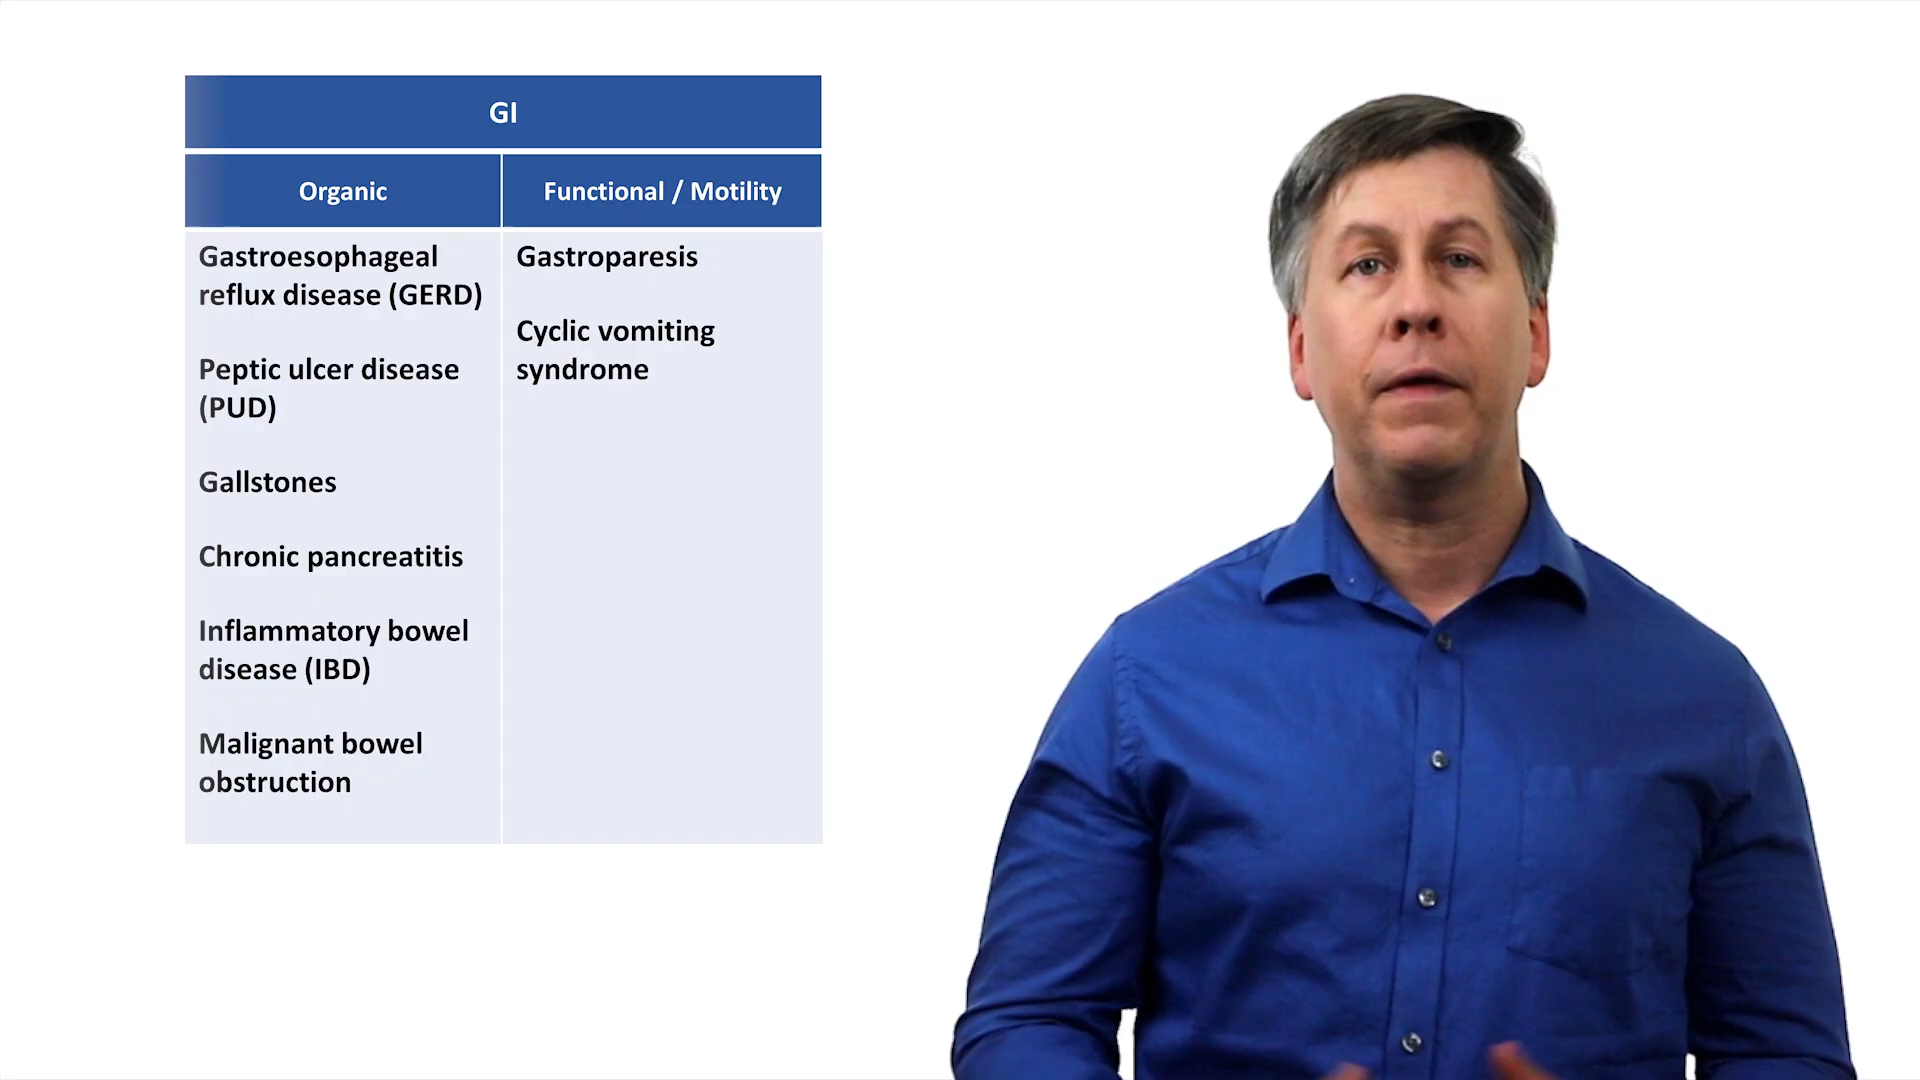 GI
Organic
Functional / Motility
Gastroesophageal
reflux disease (GERD)
Peptic ulcer disease
(PUD)
Gallstones
Chronic pancreatitis
Inflammatory bowel
disease (IBD)
Malignant bowel
obstruction
Gastroparesis
Cyclic vomiting
syndrome